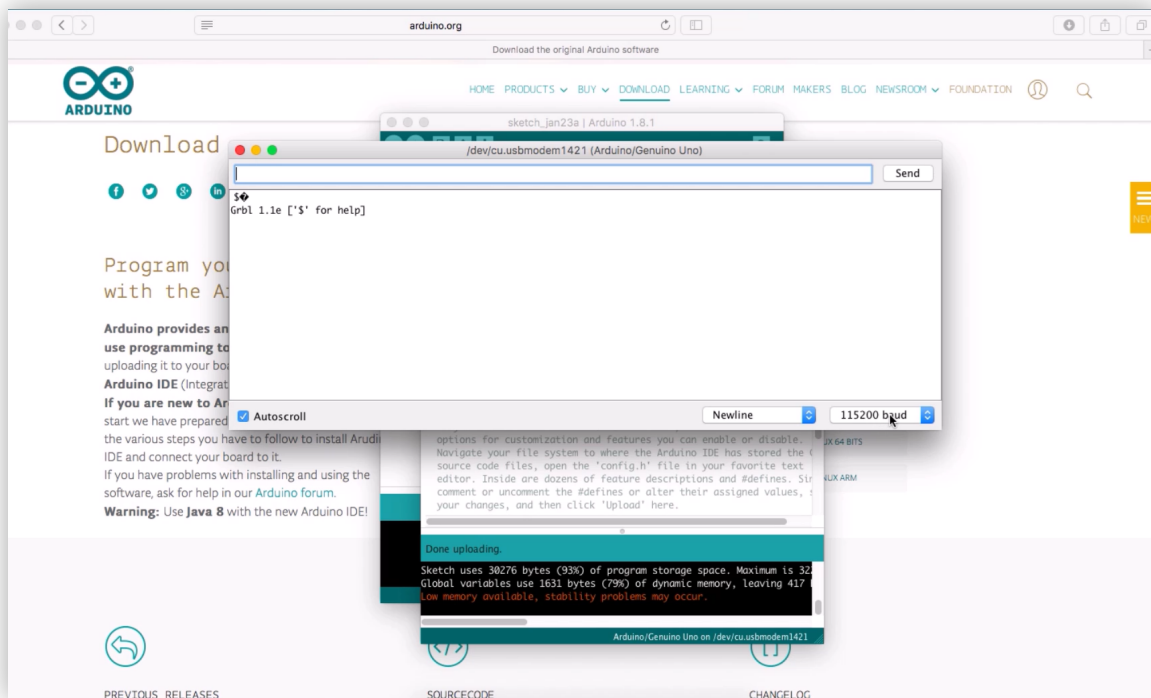 arduino.org
Download the original Arduino software
ARDUINO
HOME PRODUCTS BUY DOWNLOAD LEARNING FORUM MAKERS BLOG NEWSROOM FOUNDATION
sketch_jan23a | Arduino 1.8.1
Download
/dev/cu.usbmodem1421 (Arduino/Genuino Uno)
Send
$�
Grbl 1.1e ['$' for help]
NEW
Program you
with the A
Arduino provides an
use programming to
uploading it to your boa
Arduino IDE (Integrat
If you are new to Ar
start we have prepared
the various steps you have to follow to install Arudi
IDE and connect your board to it.
If you have problems with installing and using the
software, ask for help in our Arduino forum.
Warning: Use Java 8 with the new Arduino IDE!
Autoscroll
Newline
115200 baud
options for customization and features you can enable or disable.
Navigate your file system to where the Arduino IDE has stored the
source code files, open the 'config.h' file in your favorite text
editor. Inside are dozens of feature descriptions and #defines. Sim
comment or uncomment the #defines or alter their assigned values, s
your changes, and then click 'Upload' here.
UX 64 BITS
NUX ARM
Done uploading.
Sketch uses 30276 bytes (93%) of program storage space. Maximum is 32
Global variables use 1631 bytes (79%) of dynamic memory, leaving 417
Low memory available, stability problems may occur.
Arduino/Genuino Uno on /dev/cu.usbmodem1421
PREVIOUS RELEASES
SOURCECODE
CHANGELOG